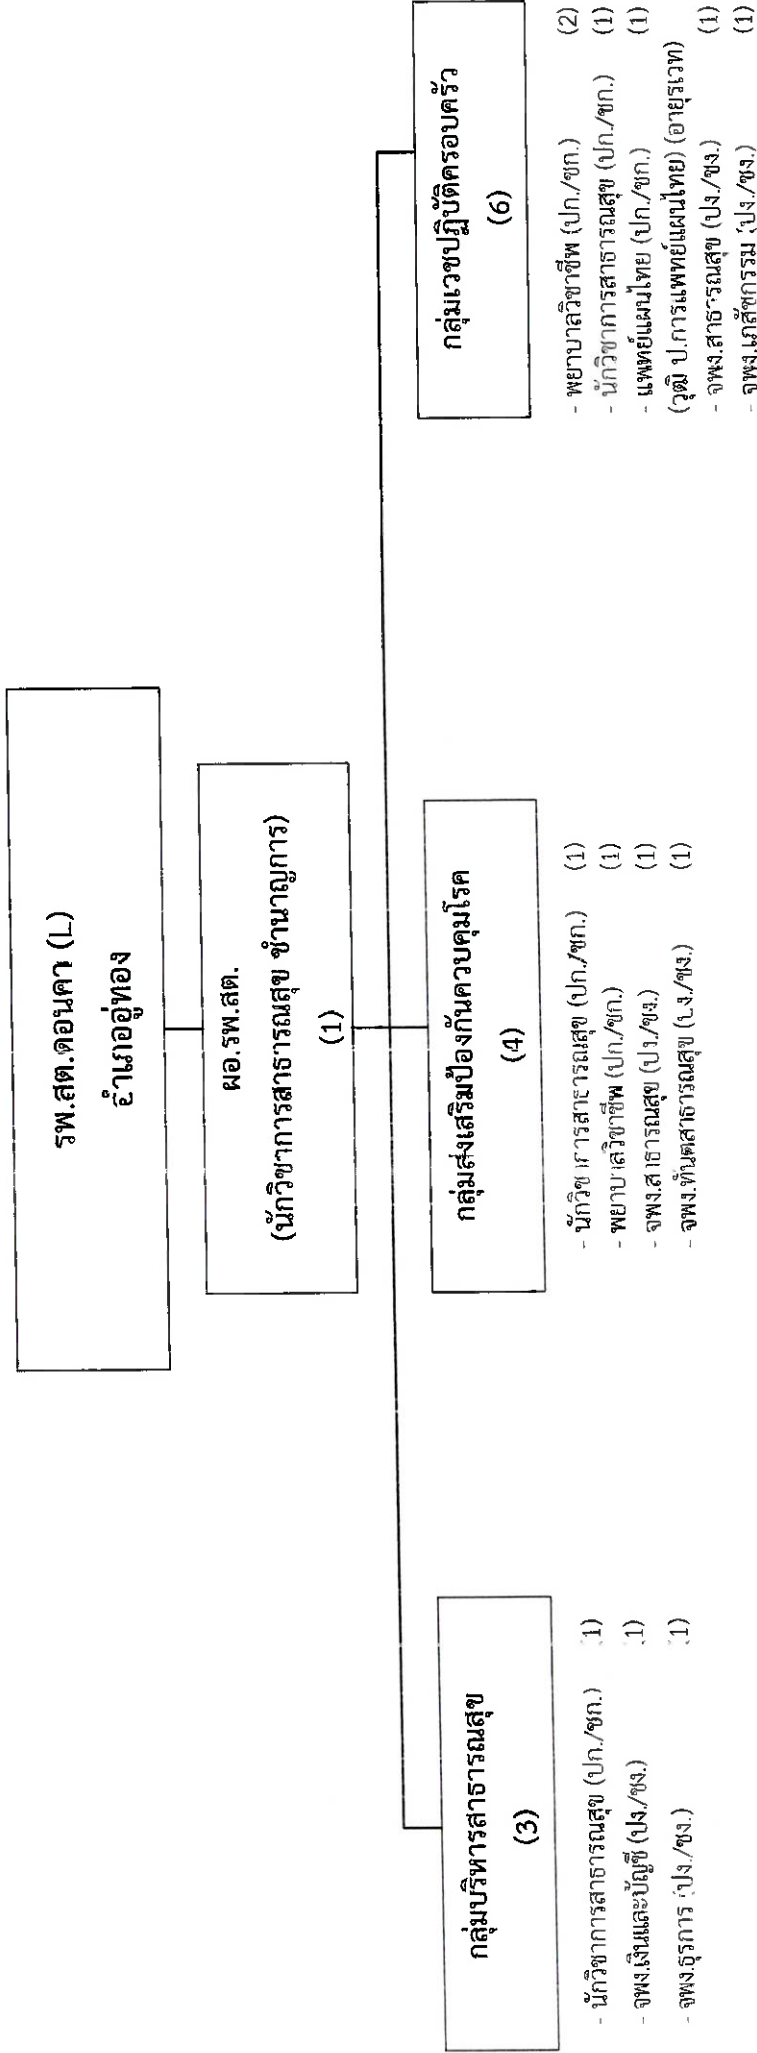 รพ.สต.ดอนคา (L)
อำเภออู่ทอง
ผอ.รพ.สต.
(นักวิชาการสาธารณสุข ชำนาญการ)
(1)
กลุ่มบริหารสาธารณสุข
(3)
- นักวิชาการสาธารณสุข (ปก./ชก.) (1)
- จพง.เงินและบัญชี (ปง./ชง.) (1)
- จพง.ธุรการ (ปง./ชง.) (1)
กลุ่มส่งเสริมป้องกันควบคุมโรค
(4)
- นักวิชาการสาธารณสุข (ปก./ชก.) (1)
- พยาบาลวิชาชีพ (ปก./ชก.) (1)
- จพง.สาธารณสุข (ปง./ชง.) (1)
- จพง.ทันตสาธารณสุข (ปง./ชง.) (1)
กลุ่มเวชปฏิบัติครอบครัว
(6)
- พยาบาลวิชาชีพ (ปก./ชก.) (2)
- นักวิชาการสาธารณสุข (ปก./ชก.) (1)
- แพทย์แผนไทย (ปก./ชก.) (1)
(วุฒิ ป.การแพทย์แผนไทย) (อายุรเวท)
- จพง.สาธารณสุข (ปง./ชง.) (1)
- จพง.เภสัชกรรม (ปง./ชง.) (1)